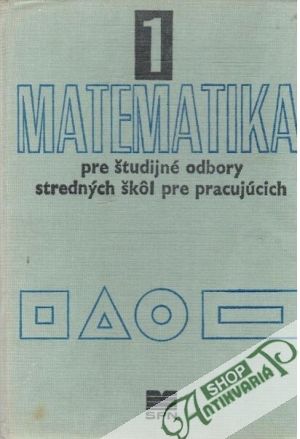 1
MATEMATIKA
pre študijné odbory
stredných škôl pre pracujúcich
SPN
SHOP
ANTIKVARIÁT